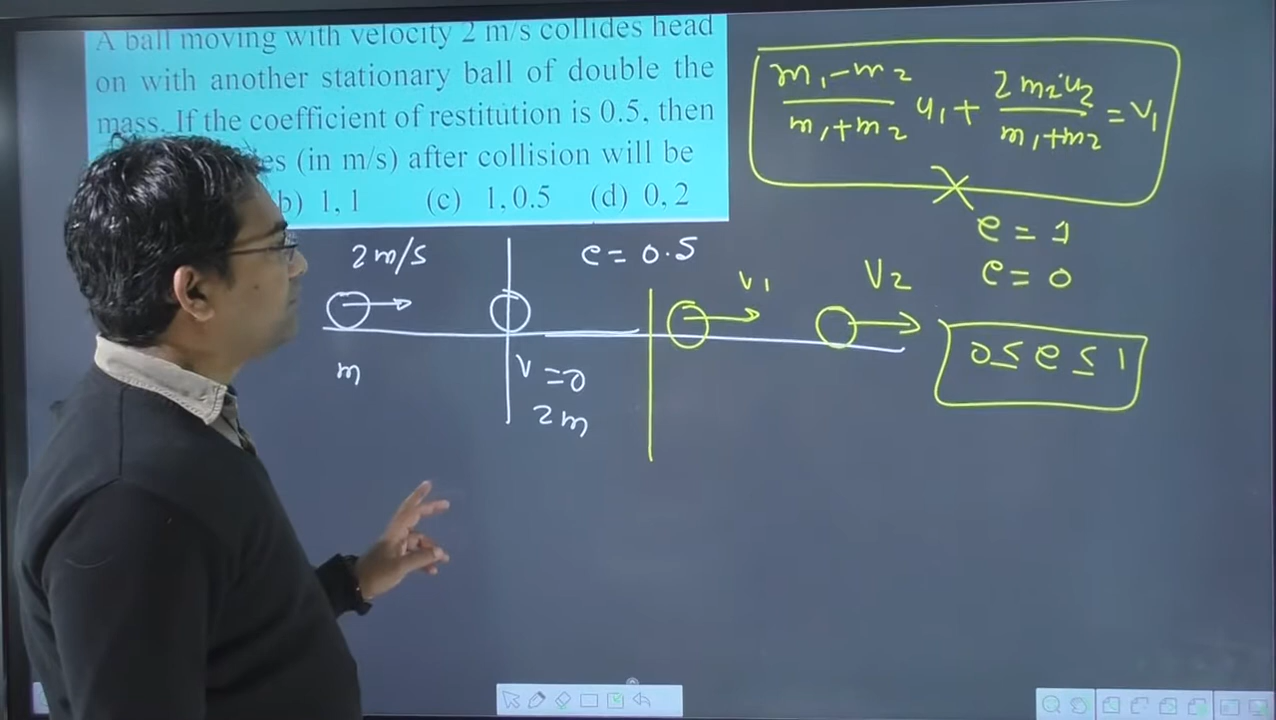 A ball moving with velocity 2 m/s collides head
on with another stationary ball of double the
mass. If the coefficient of restitution is 0.5, then
es (in m/s) after collision will be
b) 1, 1 (c) 1, 0.5 (d) 0, 2
m₁-m₂/m₁+m₂ u₁ + 2m₂u₂/m₁+m₂ = v₁
e = 1
e = 0
2 m/s
e = 0.5
v₁
v₂
0 ≤ e ≤ 1
m
v = 0
2m